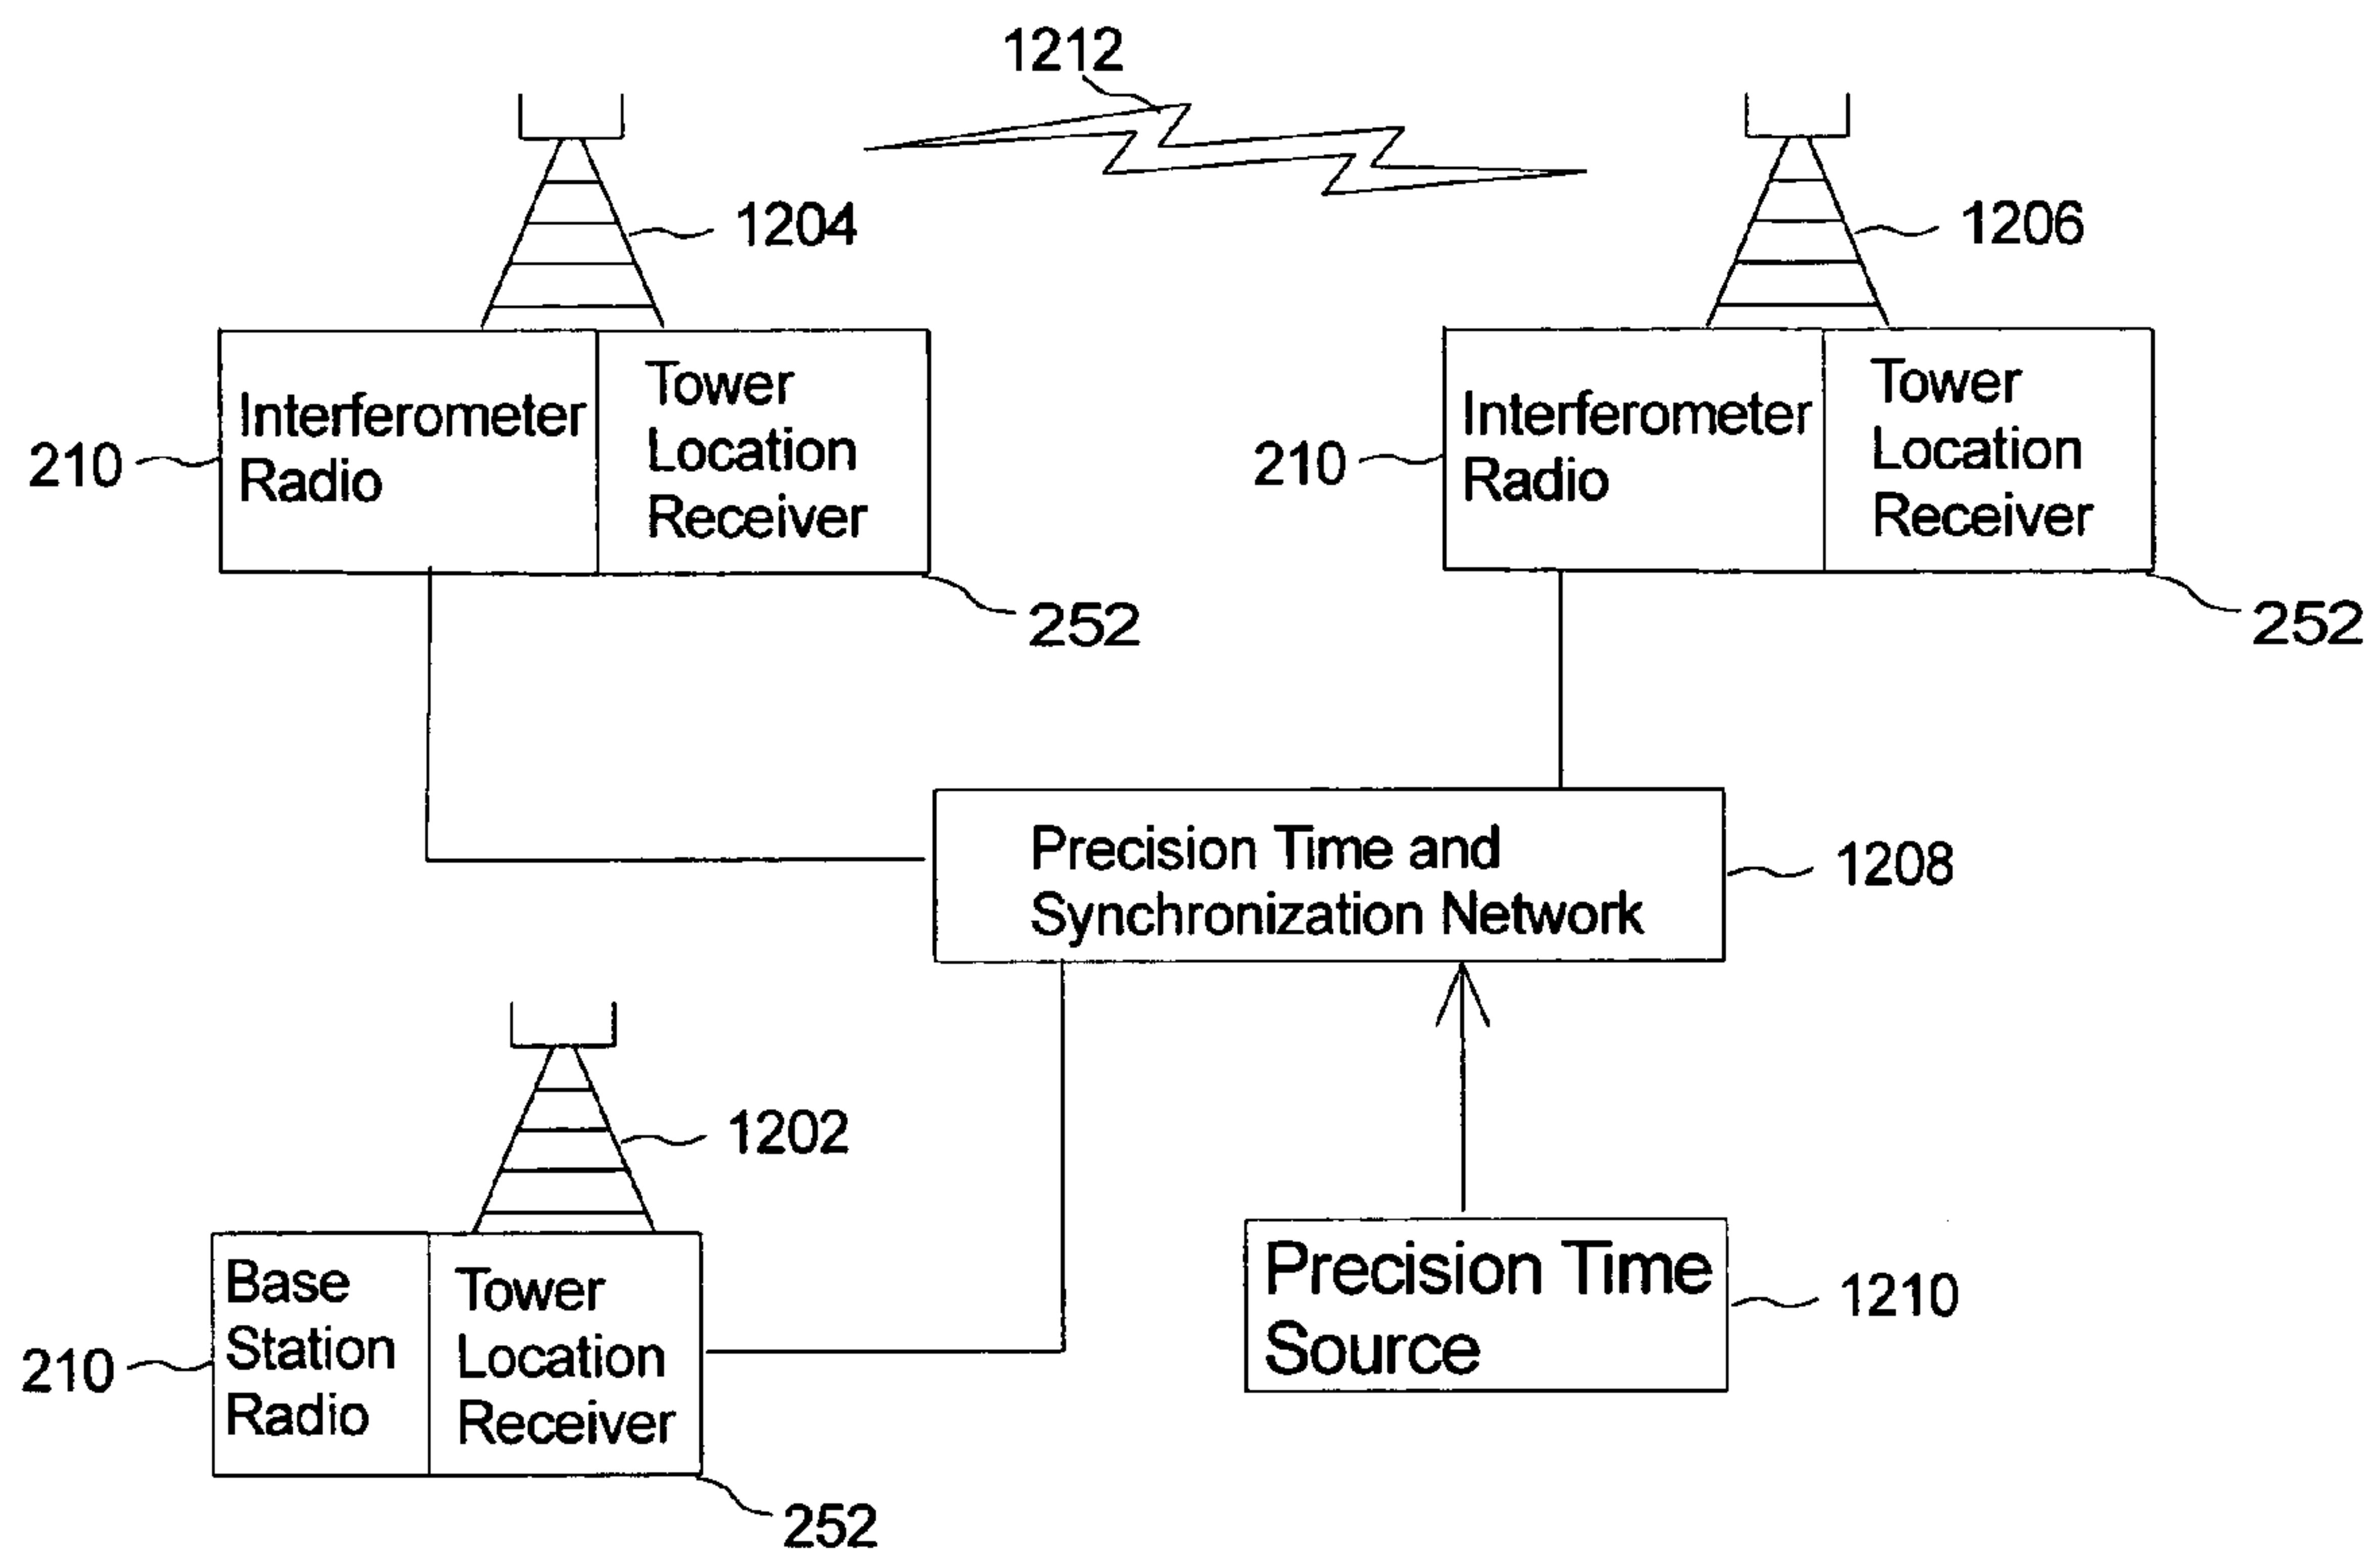 1212
1204
1206
Interferometer
Radio
Tower
Location
Receiver
210
252
Interferometer
Radio
Tower
Location
Receiver
210
252
Precision Time and
Synchronization Network
1208
1202
Base
Station
Radio
Tower
Location
Receiver
210
252
Precision Time
Source
1210